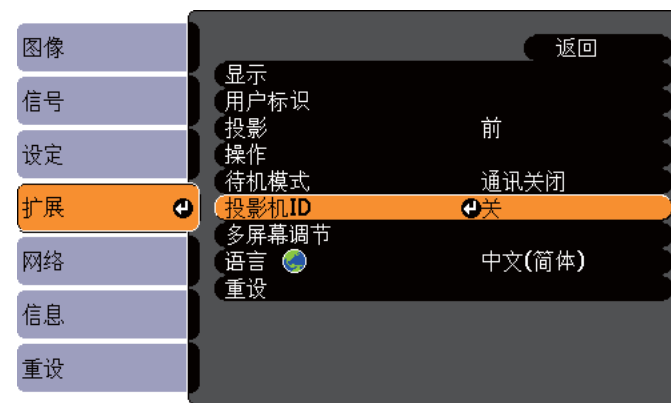 图像
信号
设定
扩展
网络
信息
重设
返回
显示
用户标识
投影 前
操作
待机模式 通讯关闭
投影机ID 关
多屏幕调节
语言 中文(简体)
重设